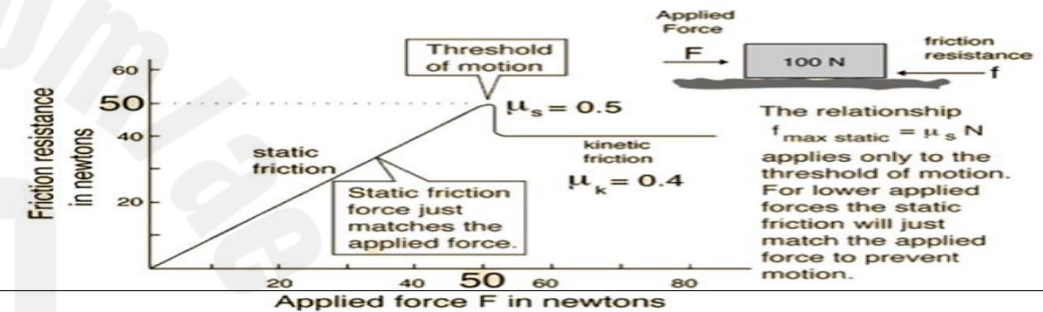 Friction resistance
in newtons
60
50
40
20
static
friction
Threshold
of motion
μs = 0.5
kinetic
friction
μk = 0.4
Static friction
force just
matches the
applied force.
20
40
50
60
80
Applied force F in newtons
Applied
Force
F
100 N
friction
resistance
f
The relationship
f max static = μs N
applies only to the
threshold of motion.
For lower applied
forces the static
friction will just
match the applied
force to prevent
motion.